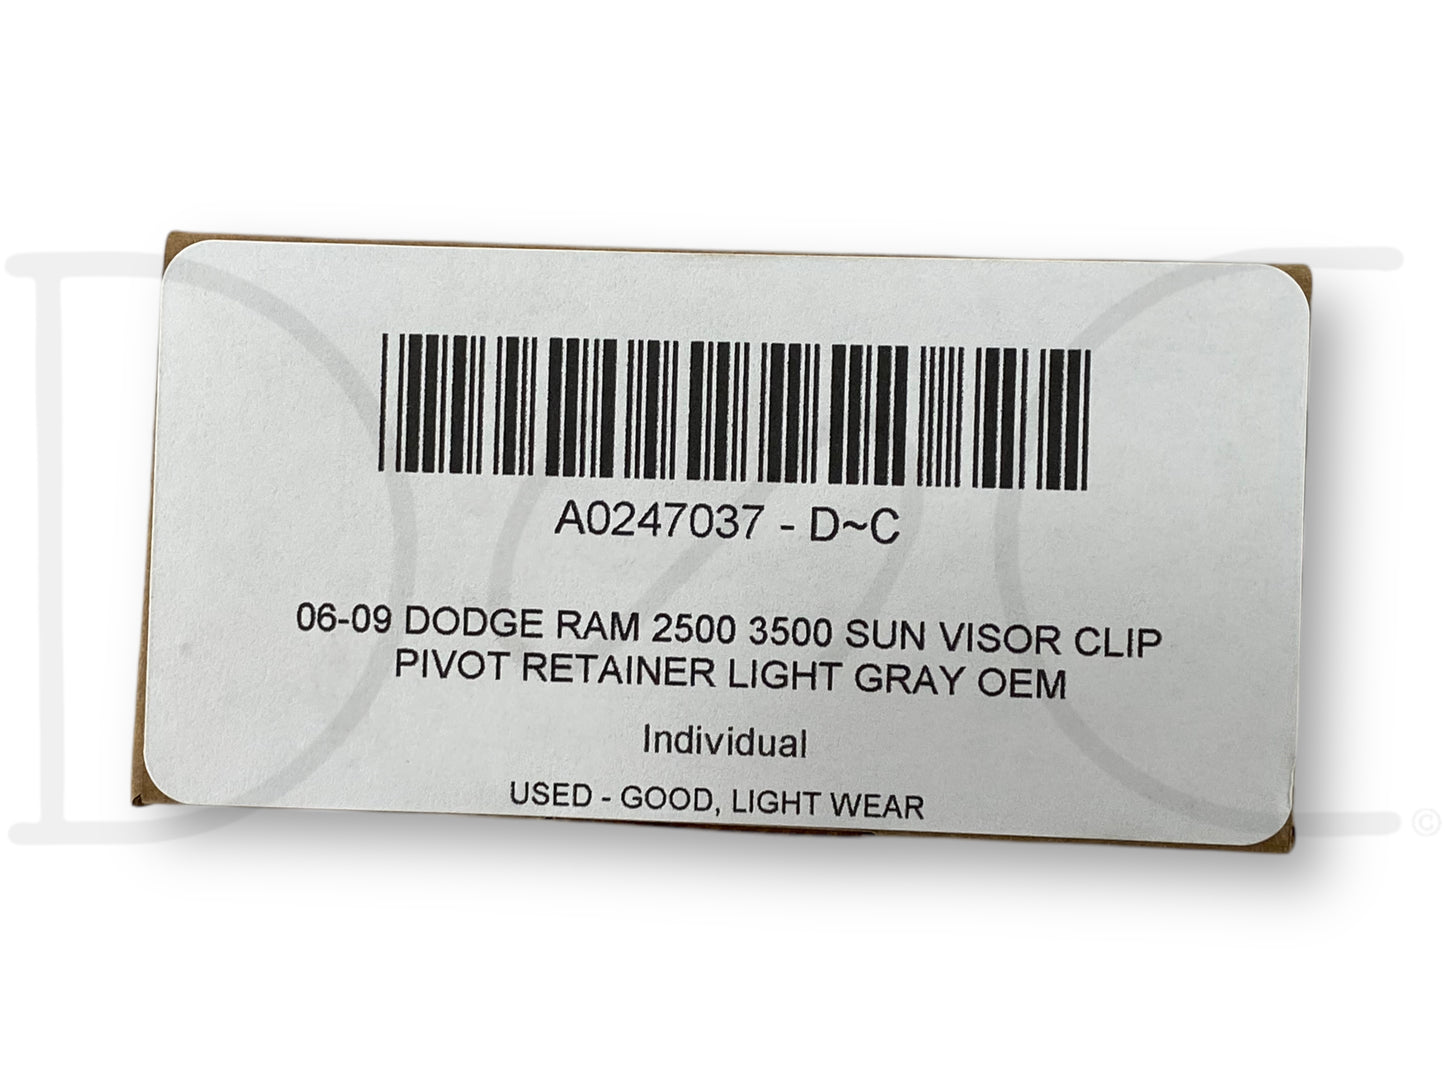 A0247037 - D~C
06-09 DODGE RAM 2500 3500 SUN VISOR CLIP
PIVOT RETAINER LIGHT GRAY OEM
Individual
USED - GOOD, LIGHT WEAR
D~C ©